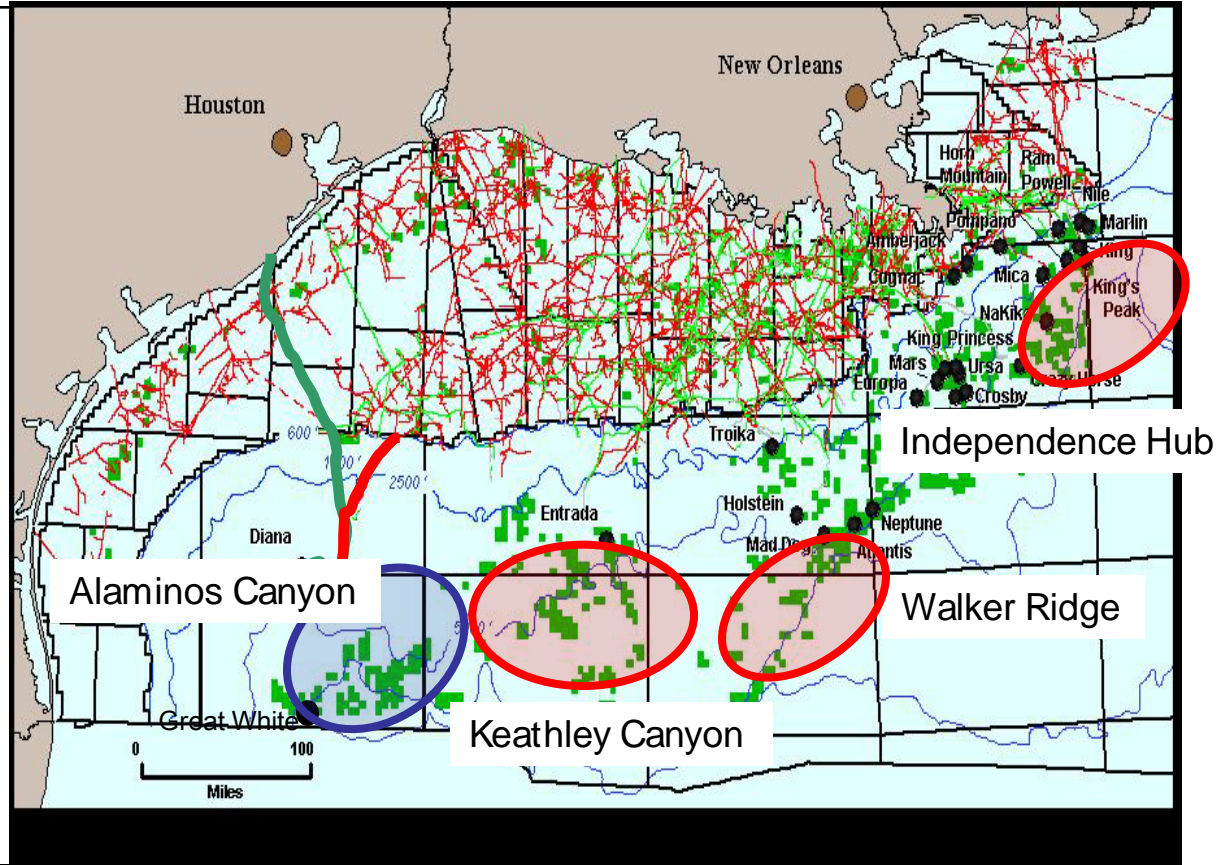 New Orleans
Houston
Horn
Mountain
Ram
Powell
Nile
Pompano
Marlin
Amberjack
King
Cognac
Mica
King's
Peak
NaKika
King Princess
Mars
Ursa
Europa
Crosby
Independence Hub
600'
Troika
2500'
Entrada
Holstein
Neptune
Diana
Mad Dog
Atlantis
Alaminos Canyon
Walker Ridge
Great White
Keathley Canyon
0
100
Miles